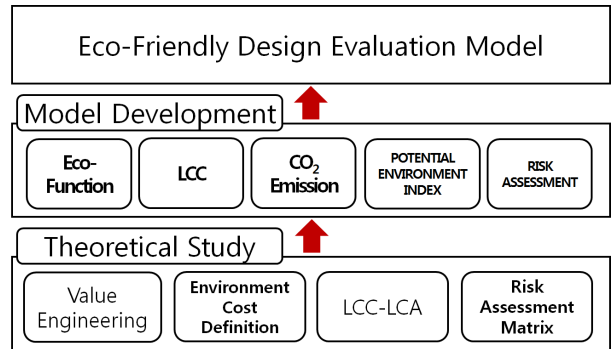 Eco-Friendly Design Evaluation Model
Model Development
Eco-
Function
LCC
CO₂
Emission
POTENTIAL
ENVIRONMENT
INDEX
RISK
ASSESSMENT
Theoretical Study
Value
Engineering
Environment
Cost
Definition
LCC-LCA
Risk
Assessment
Matrix